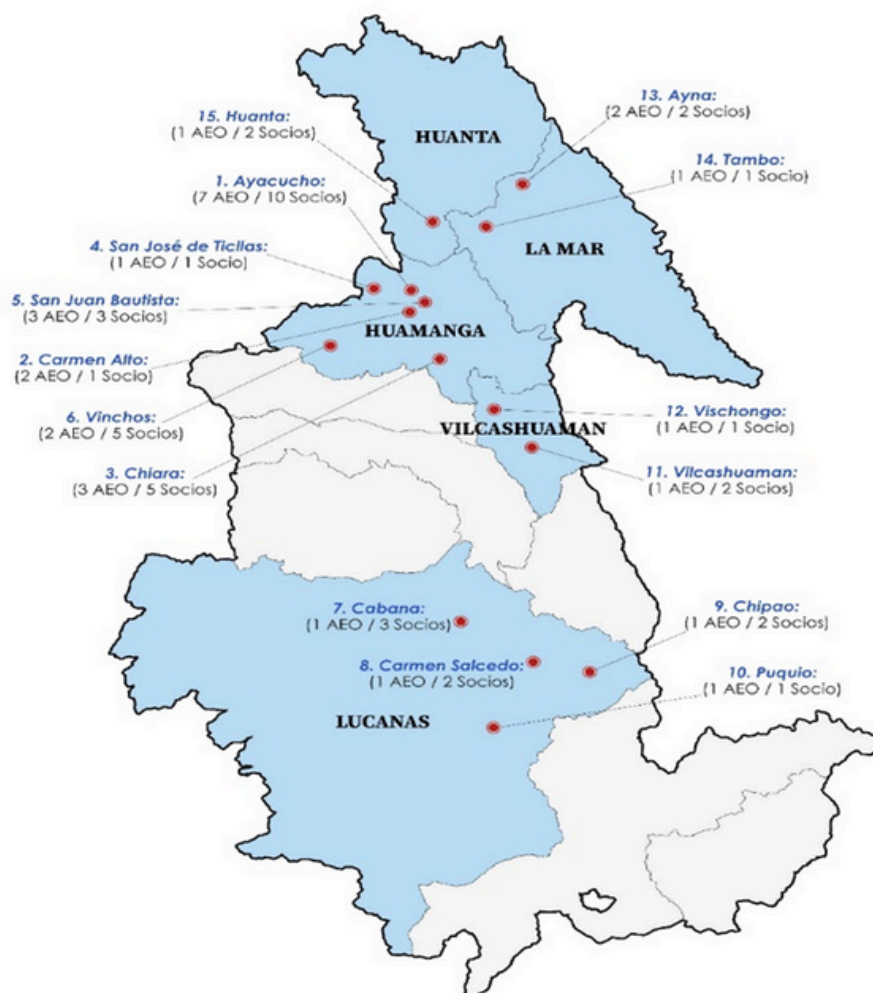 13. Ayna:
(2 AEO / 2 Socios)
15. Huanta:
(1 AEO / 2 Socios)
HUANTA
14. Tambo:
(1 AEO / 1 Socio)
1. Ayacucho:
(7 AEO / 10 Socios)
4. San José de Ticllas:
(1 AEO / 1 Socio)
LA MAR
5. San Juan Bautista:
(3 AEO / 3 Socios)
HUAMANGA
2. Carmen Alto:
(2 AEO / 1 Socio)
6. Vinchos:
(2 AEO / 5 Socios)
12. Vischongo:
(1 AEO / 1 Socio)
VILCASHUAMAN
3. Chiara:
(3 AEO / 5 Socios)
11. Vilcashuaman:
(1 AEO / 2 Socios)
7. Cabana:
(1 AEO / 3 Socios)
9. Chipao:
(1 AEO / 2 Socios)
8. Carmen Salcedo:
(1 AEO / 2 Socios)
10. Puquio:
(1 AEO / 1 Socio)
LUCANAS